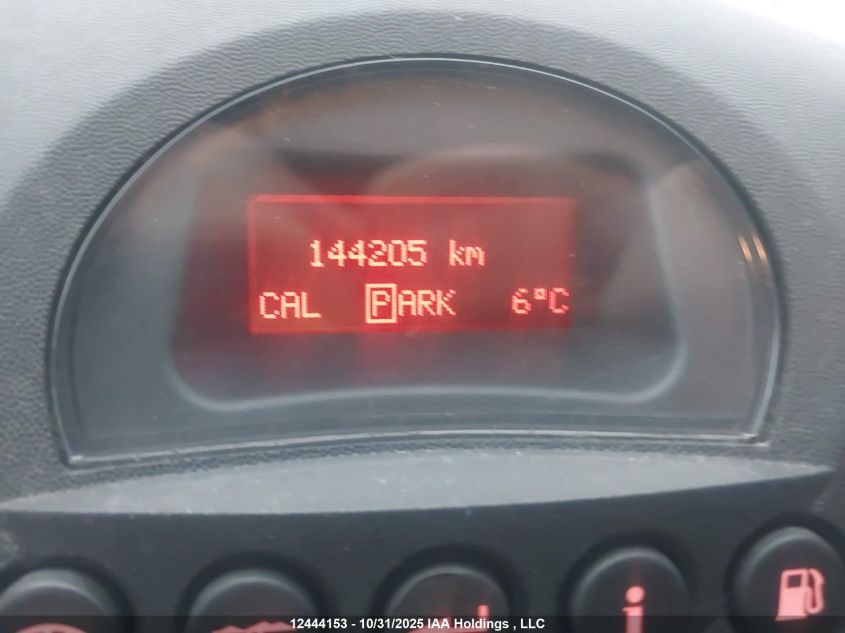 144205 km
CAL PARK 6°C
12444153 - 10/31/2025 IAA Holdings , LLC